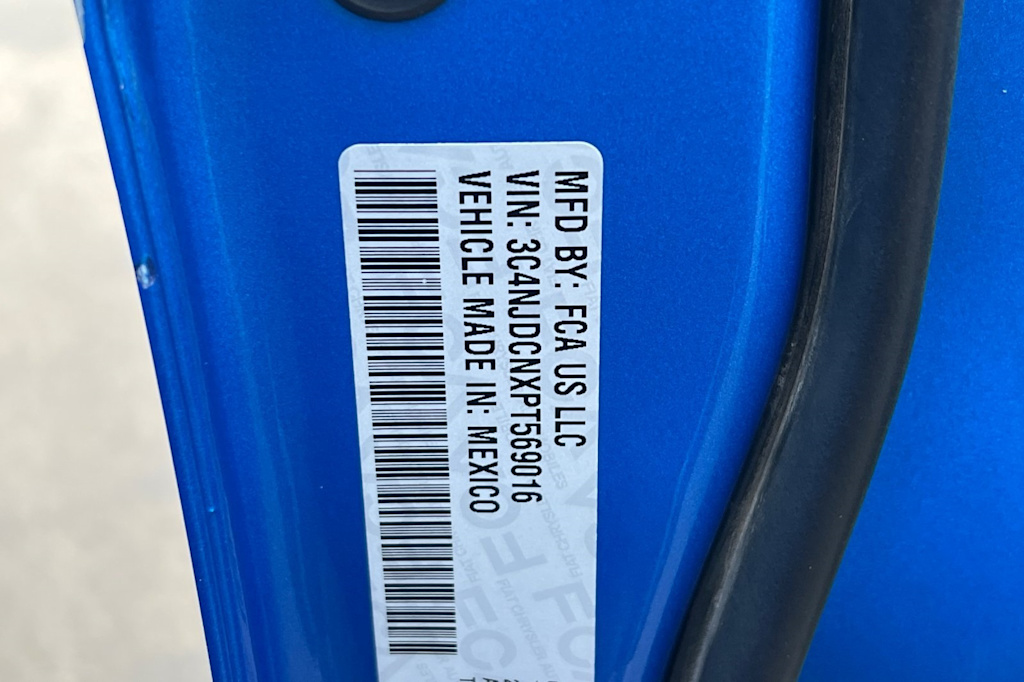 MFD BY: FCA US LLC
VIN: 3C4NJDCNXPT569016
VEHICLE MADE IN: MEXICO